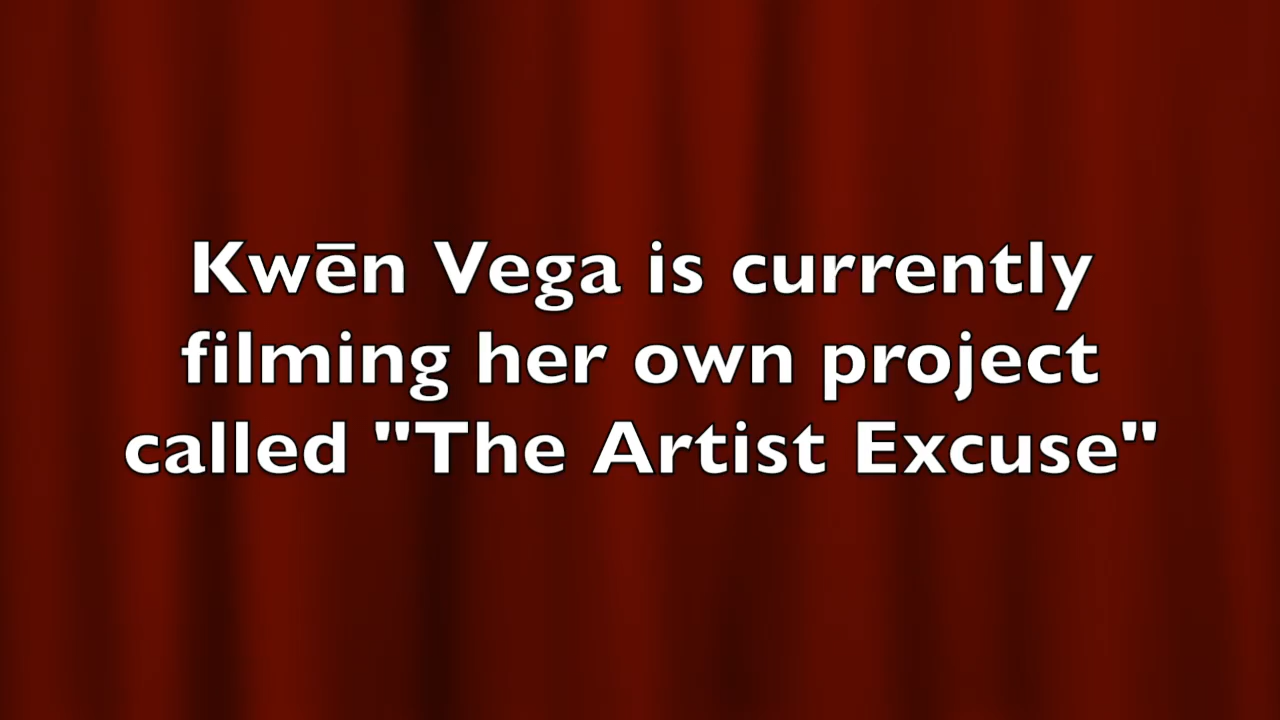 Kwēn Vega is currently
filming her own project
called "The Artist Excuse"